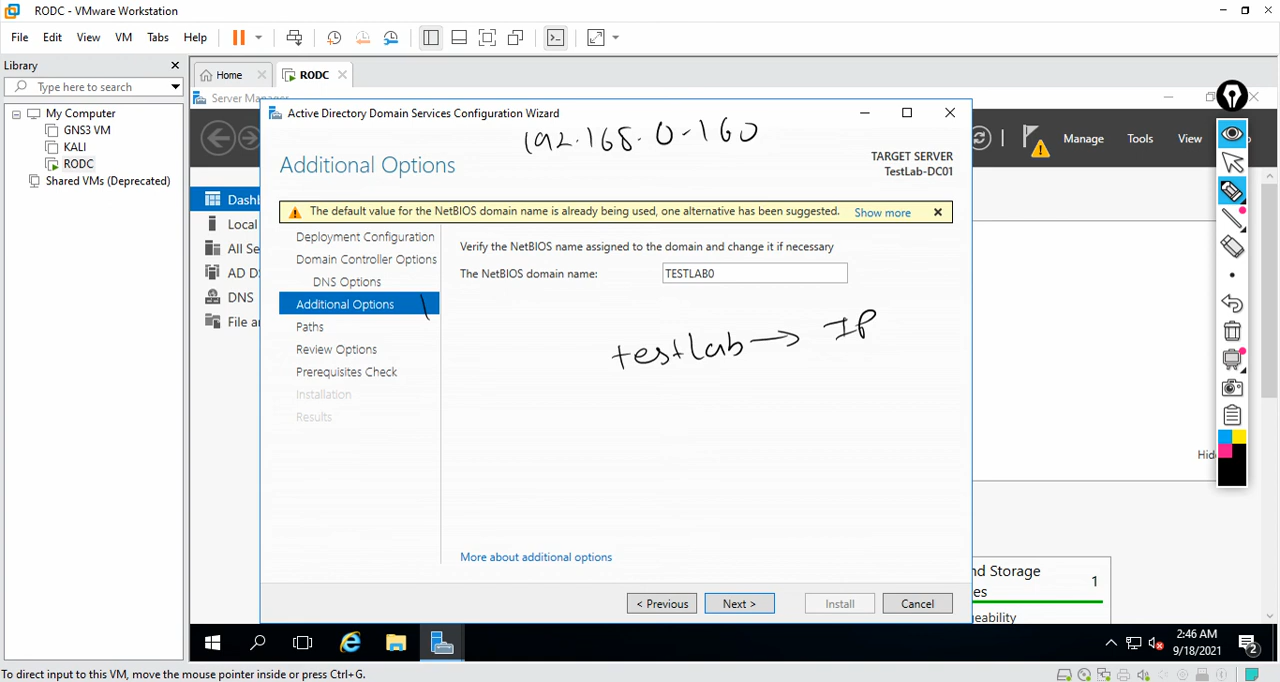 RODC - VMware Workstation
File Edit View VM Tabs Help
Library
Type here to search
My Computer
GNS3 VM
KALI
RODC
Shared VMs (Deprecated)
Home
RODC
Server Manager
Manage Tools View
Dashb
Local
All Se
AD D
DNS
File an
Active Directory Domain Services Configuration Wizard
192.168.0.160
Additional Options
TARGET SERVER
TestLab-DC01
The default value for the NetBIOS domain name is already being used, one alternative has been suggested. Show more
Deployment Configuration
Domain Controller Options
DNS Options
Additional Options
Paths
Review Options
Prerequisites Check
Installation
Results
Verify the NetBIOS name assigned to the domain and change it if necessary
The NetBIOS domain name: TESTLAB0
testlab → IP
More about additional options
< Previous Next > Install Cancel
Hid
nd Storage
es 1
eability
2:46 AM
9/18/2021
2
To direct input to this VM, move the mouse pointer inside or press Ctrl+G.